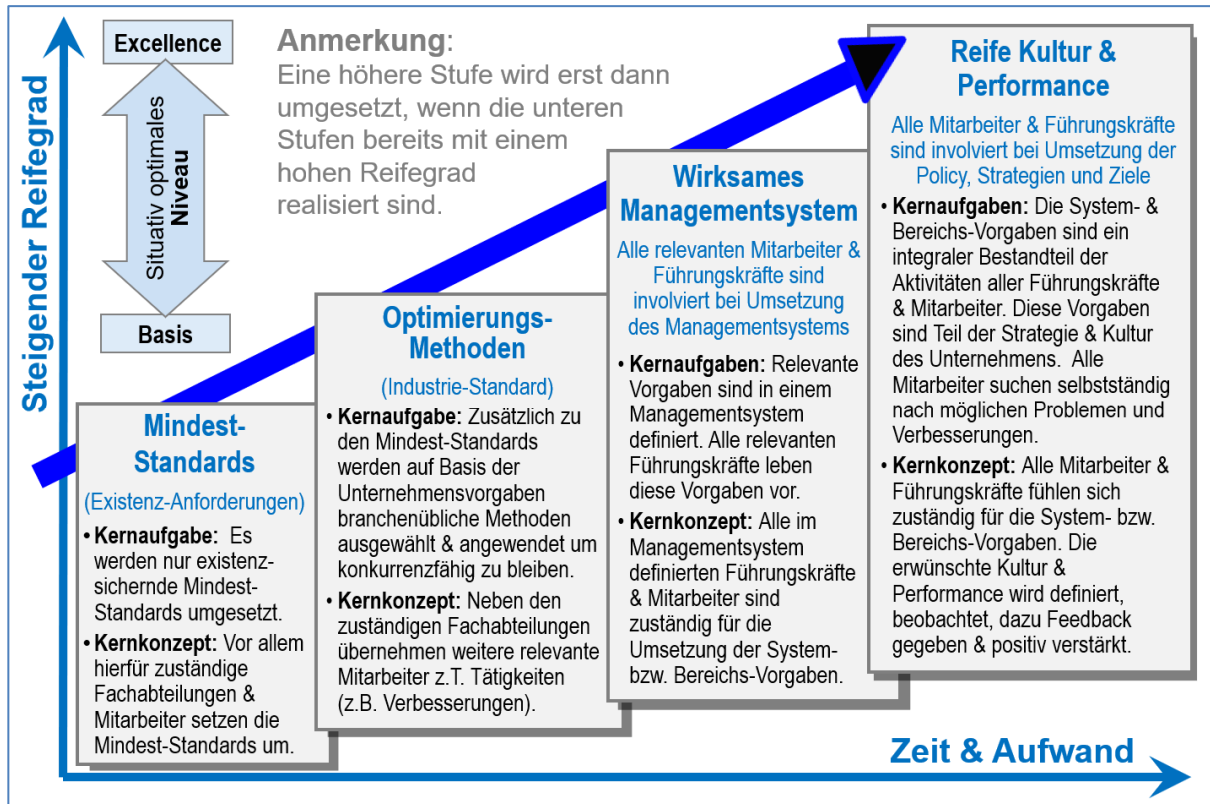 Steigender Reifegrad
Excellence
Situativ optimales
Niveau
Basis
Anmerkung:
Eine höhere Stufe wird erst dann
umgesetzt, wenn die unteren
Stufen bereits mit einem
hohen Reifegrad
realisiert sind.
Mindest-
Standards
(Existenz-Anforderungen)
• Kernaufgabe: Es
werden nur existenz-
sichernde Mindest-
Standards umgesetzt.
• Kernkonzept: Vor allem
hierfür zuständige
Fachabteilungen &
Mitarbeiter setzen die
Mindest-Standards um.
Optimierungs-
Methoden
(Industrie-Standard)
• Kernaufgabe: Zusätzlich zu
den Mindest-Standards
werden auf Basis der
Unternehmensvorgaben
branchenübliche Methoden
ausgewählt & angewendet um
konkurrenzfähig zu bleiben.
• Kernkonzept: Neben den
zuständigen Fachabteilungen
übernehmen weitere relevante
Mitarbeiter z.T. Tätigkeiten
(z.B. Verbesserungen).
Wirksames
Managementsystem
Alle relevanten Mitarbeiter &
Führungskräfte sind
involviert bei Umsetzung
des Managementsystems
• Kernaufgaben: Relevante
Vorgaben sind in einem
Managementsystem
definiert. Alle relevanten
Führungskräfte leben
diese Vorgaben vor.
• Kernkonzept: Alle im
Managementsystem
definierten Führungskräfte
& Mitarbeiter sind
zuständig für die
Umsetzung der System-
bzw. Bereichs-Vorgaben.
Reife Kultur &
Performance
Alle Mitarbeiter & Führungskräfte
sind involviert bei Umsetzung der
Policy, Strategien und Ziele
• Kernaufgaben: Die System- &
Bereichs-Vorgaben sind ein
integraler Bestandteil der
Aktivitäten aller Führungskräfte
& Mitarbeiter. Diese Vorgaben
sind Teil der Strategie & Kultur
des Unternehmens. Alle
Mitarbeiter suchen selbstständig
nach möglichen Problemen und
Verbesserungen.
• Kernkonzept: Alle Mitarbeiter &
Führungskräfte fühlen sich
zuständig für die System- bzw.
Bereichs-Vorgaben. Die
erwünschte Kultur &
Performance wird definiert,
beobachtet, dazu Feedback
gegeben & positiv verstärkt.
Zeit & Aufwand